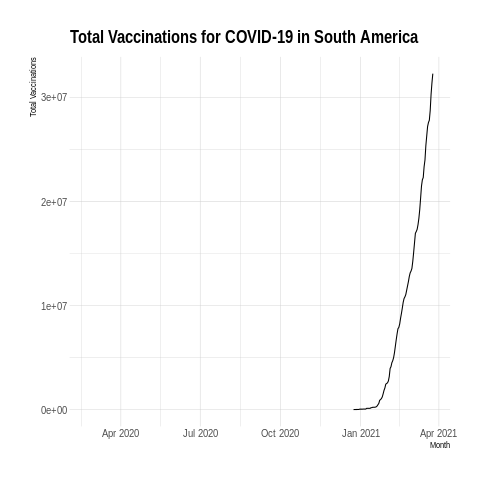 Total Vaccinations for COVID-19 in South America
Total Vaccinations
3e+07
2e+07
1e+07
0e+00
Apr 2020 Jul 2020 Oct 2020 Jan 2021 Apr 2021
Month